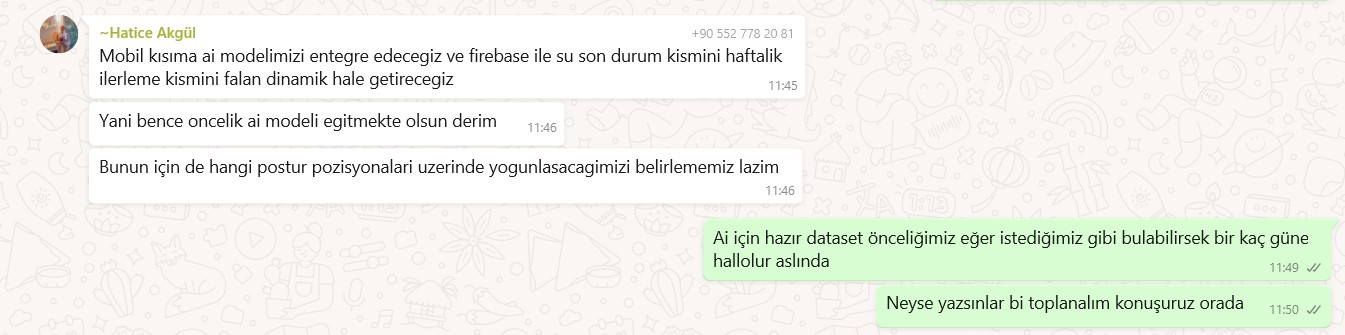 ~Hatice Akgül +90 552 778 20 81
Mobil kısıma ai modelimizi entegre edecegiz ve firebase ile su son durum kismini haftalik
ilerleme kismini falan dinamik hale getirecegiz
11:45
Yani bence oncelik ai modeli egitmekte olsun derim 11:46
Bunun için de hangi postur pozisyonalari uzerinde yogunlasacagimizi belirlememiz lazim
11:46
Ai için hazır dataset önceliğimiz eğer istediğimiz gibi bulabilirsek bir kaç güne
hallolur aslında
11:49
Neyse yazsınlar bi toplanalım konuşuruz orada 11:50